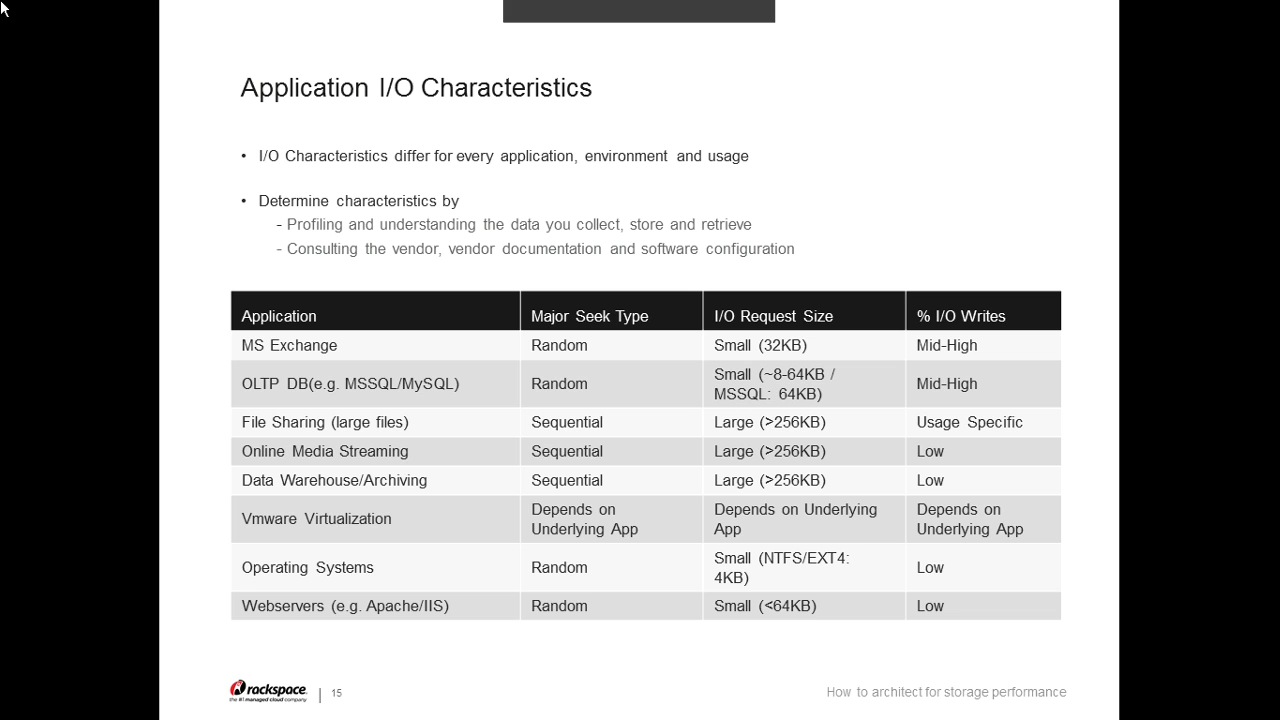 Application I/O Characteristics
• I/O Characteristics differ for every application, environment and usage
• Determine characteristics by
- Profiling and understanding the data you collect, store and retrieve
- Consulting the vendor, vendor documentation and software configuration
Application Major Seek Type I/O Request Size % I/O Writes
MS Exchange Random Small (32KB) Mid-High
OLTP DB(e.g. MSSQL/MySQL) Random Small (~8-64KB / MSSQL: 64KB) Mid-High
File Sharing (large files) Sequential Large (>256KB) Usage Specific
Online Media Streaming Sequential Large (>256KB) Low
Data Warehouse/Archiving Sequential Large (>256KB) Low
Vmware Virtualization Depends on Underlying App Depends on Underlying App Depends on Underlying App
Operating Systems Random Small (NTFS/EXT4: 4KB) Low
Webservers (e.g. Apache/IIS) Random Small (<64KB) Low
rackspace.
the #1 managed cloud company
15
How to architect for storage performance